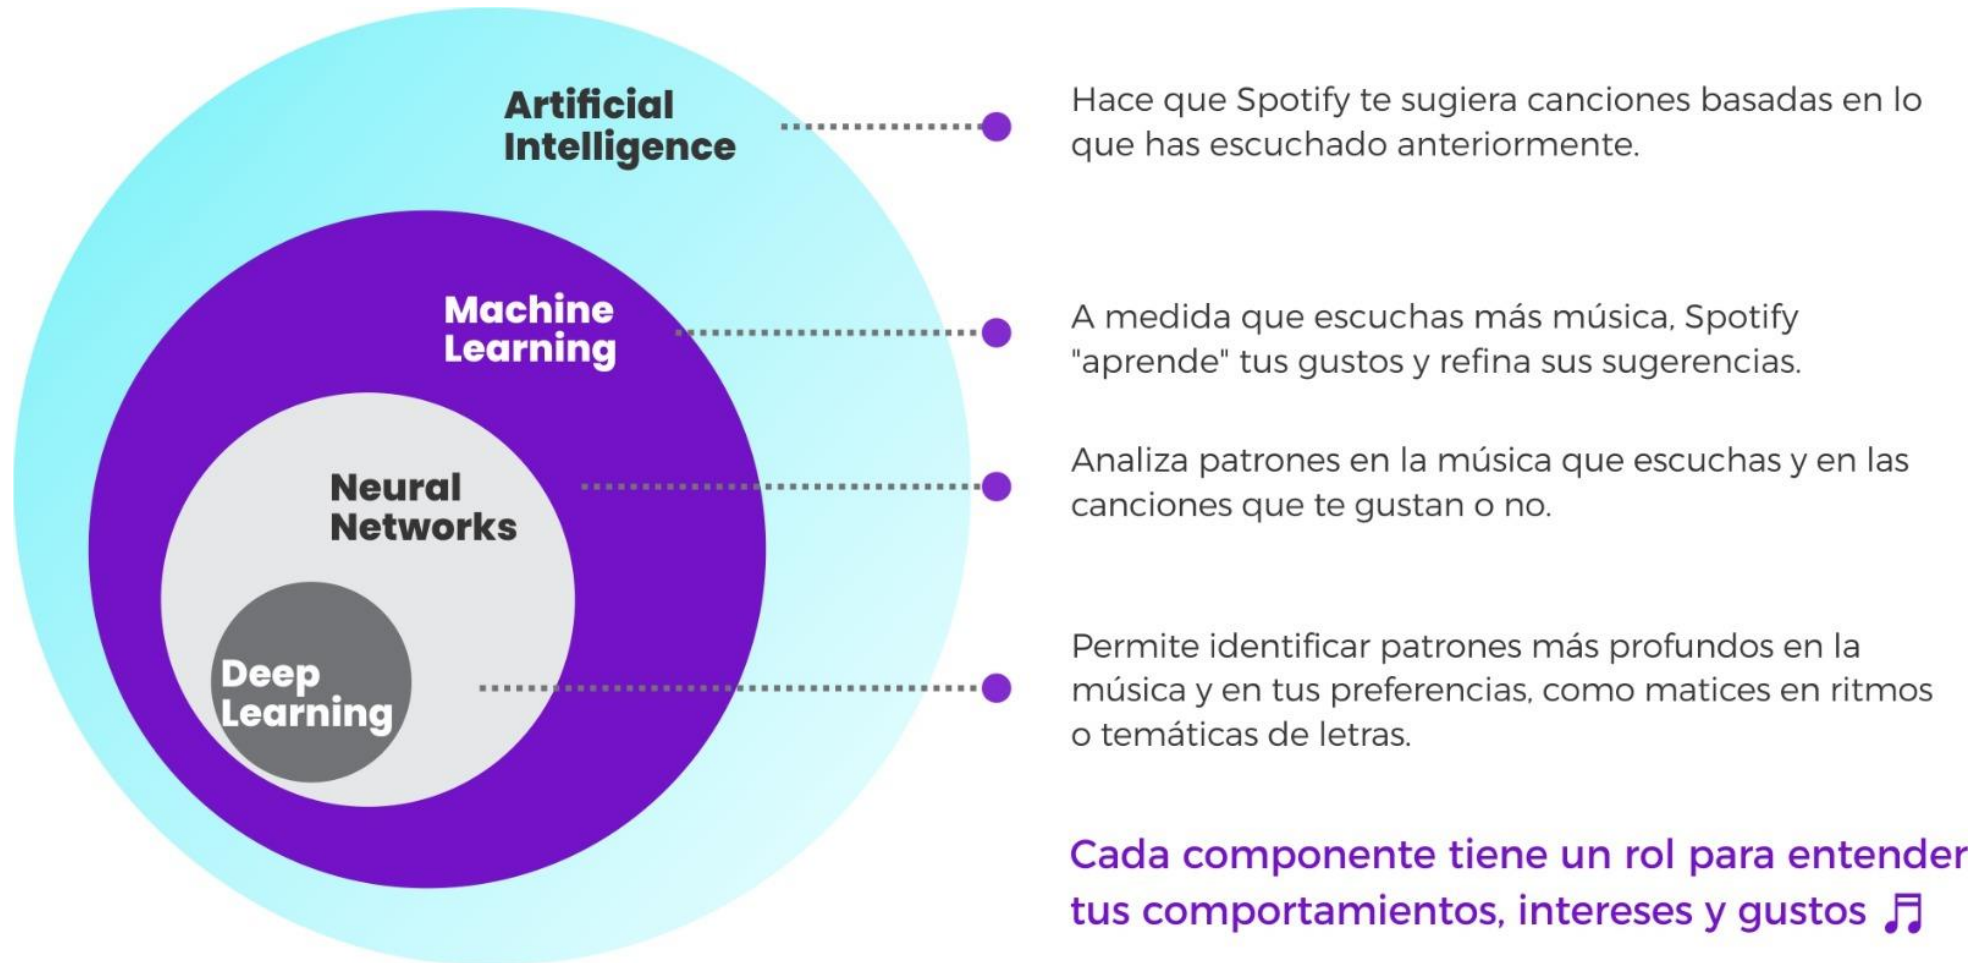 Artificial
Intelligence
Hace que Spotify te sugiera canciones basadas en lo
que has escuchado anteriormente.
Machine
Learning
A medida que escuchas más música, Spotify
"aprende" tus gustos y refina sus sugerencias.
Neural
Networks
Analiza patrones en la música que escuchas y en las
canciones que te gustan o no.
Deep
Learning
Permite identificar patrones más profundos en la
música y en tus preferencias, como matices en ritmos
o temáticas de letras.
Cada componente tiene un rol para entender
tus comportamientos, intereses y gustos